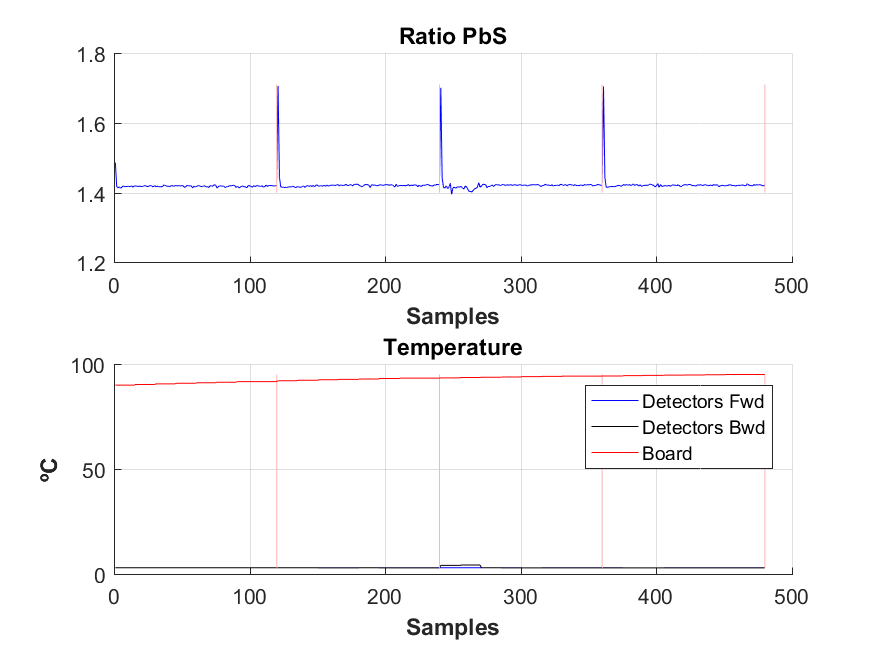 Ratio PbS
1.8
1.6
1.4
1.2
0 100 200 300 400 500
Samples
Temperature
100
50
0
ºC
Detectors Fwd
Detectors Bwd
Board
0 100 200 300 400 500
Samples